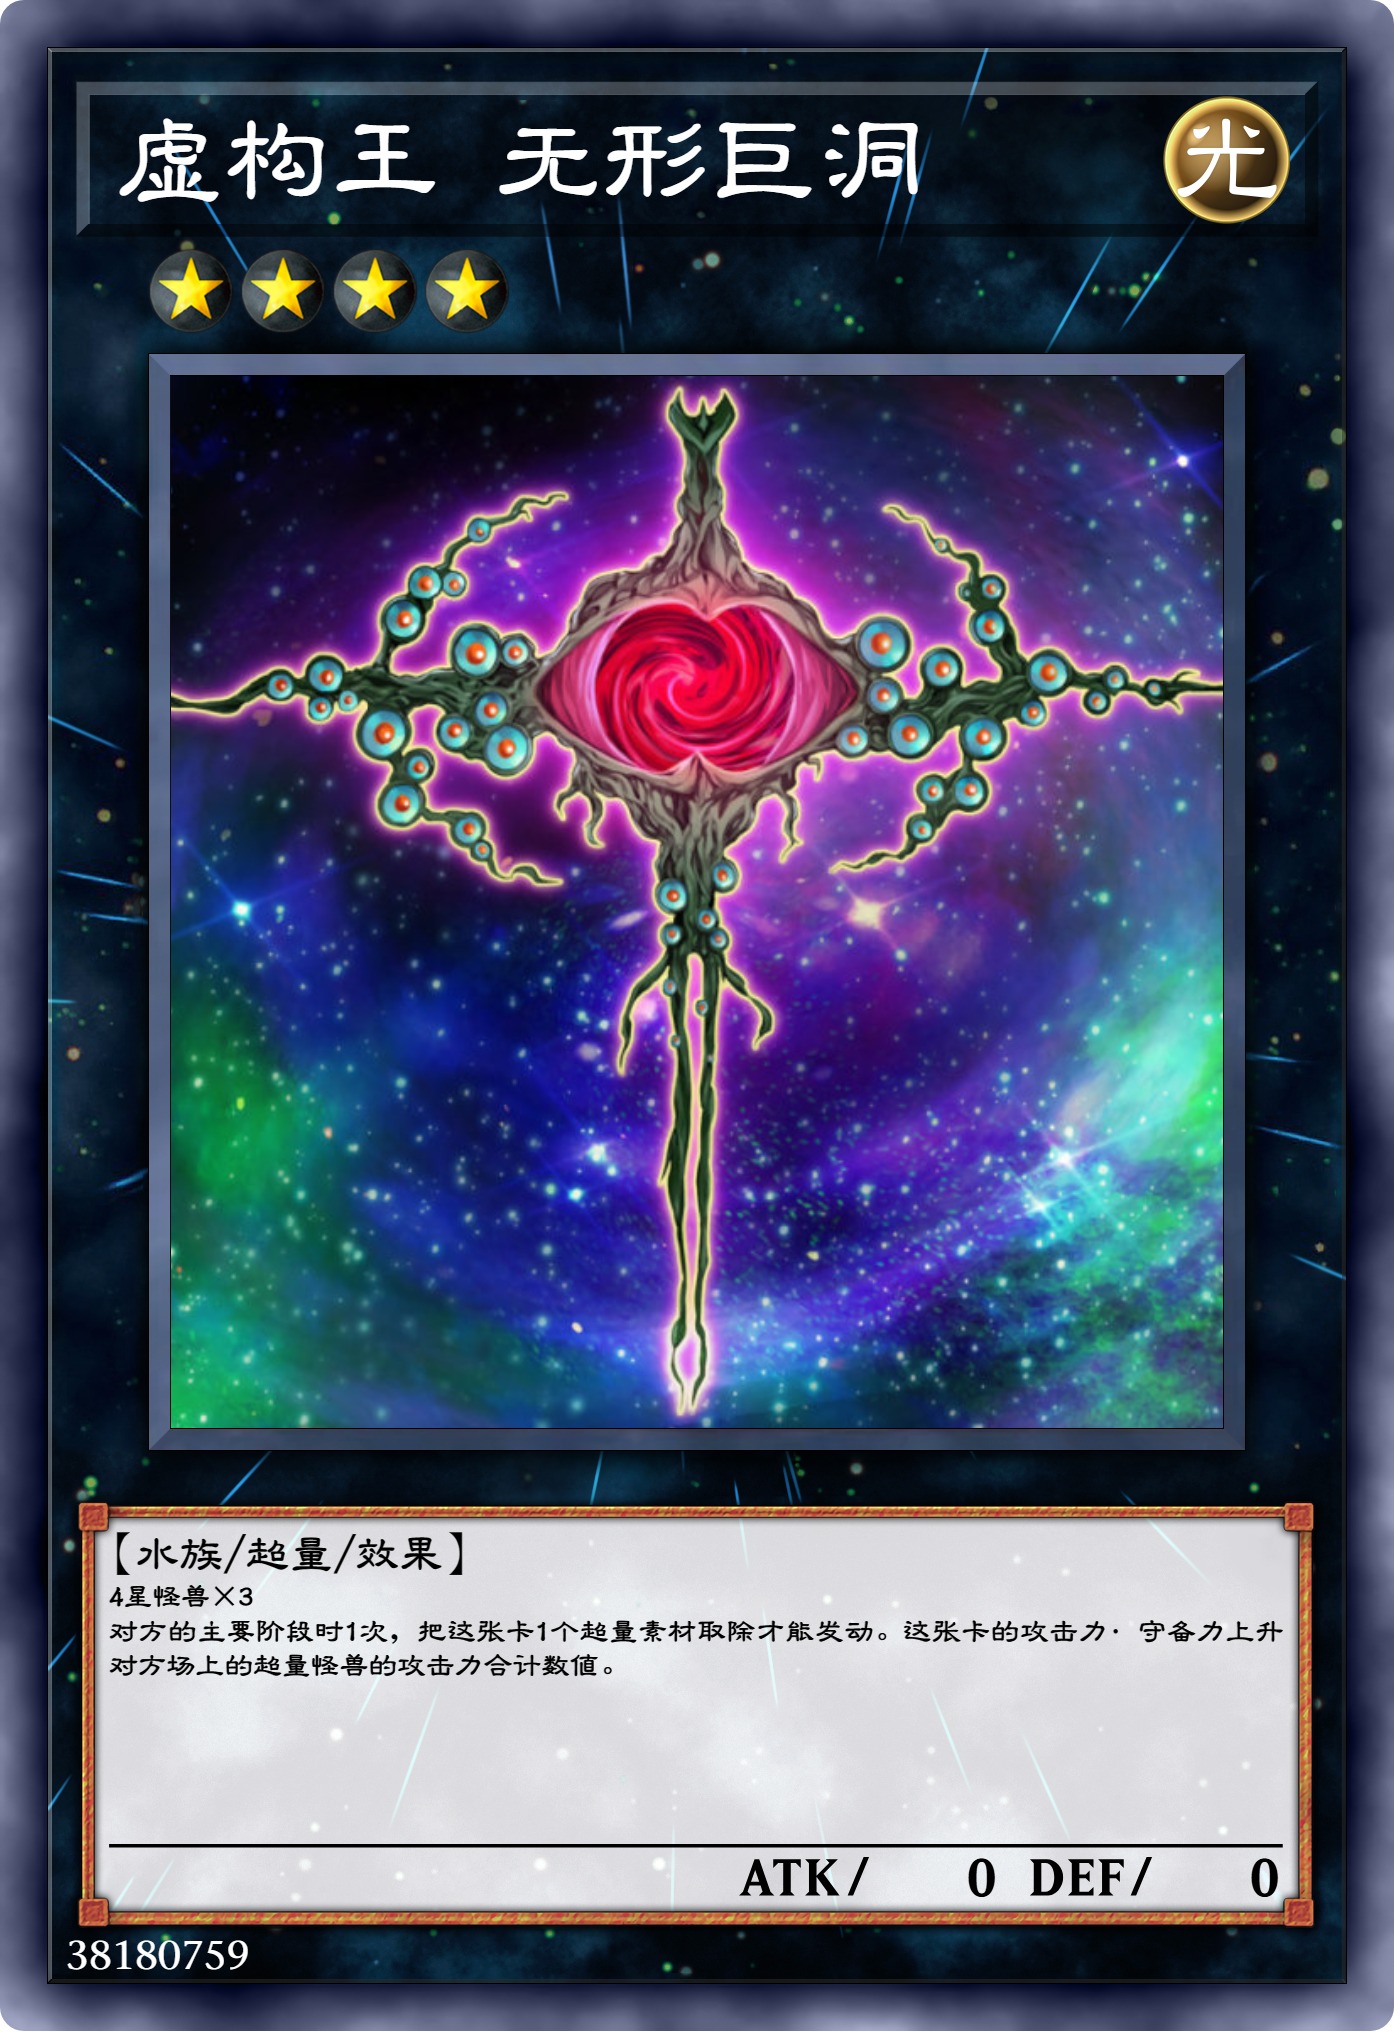 虚构王 无形巨洞
光
【水族/超量/效果】
4星怪兽×3
对方的主要阶段时1次，把这张卡1个超量素材取除才能发动。这张卡的攻击力·守备力上升
对方场上的超量怪兽的攻击力合计数值。
ATK/ 0 DEF/ 0
38180759